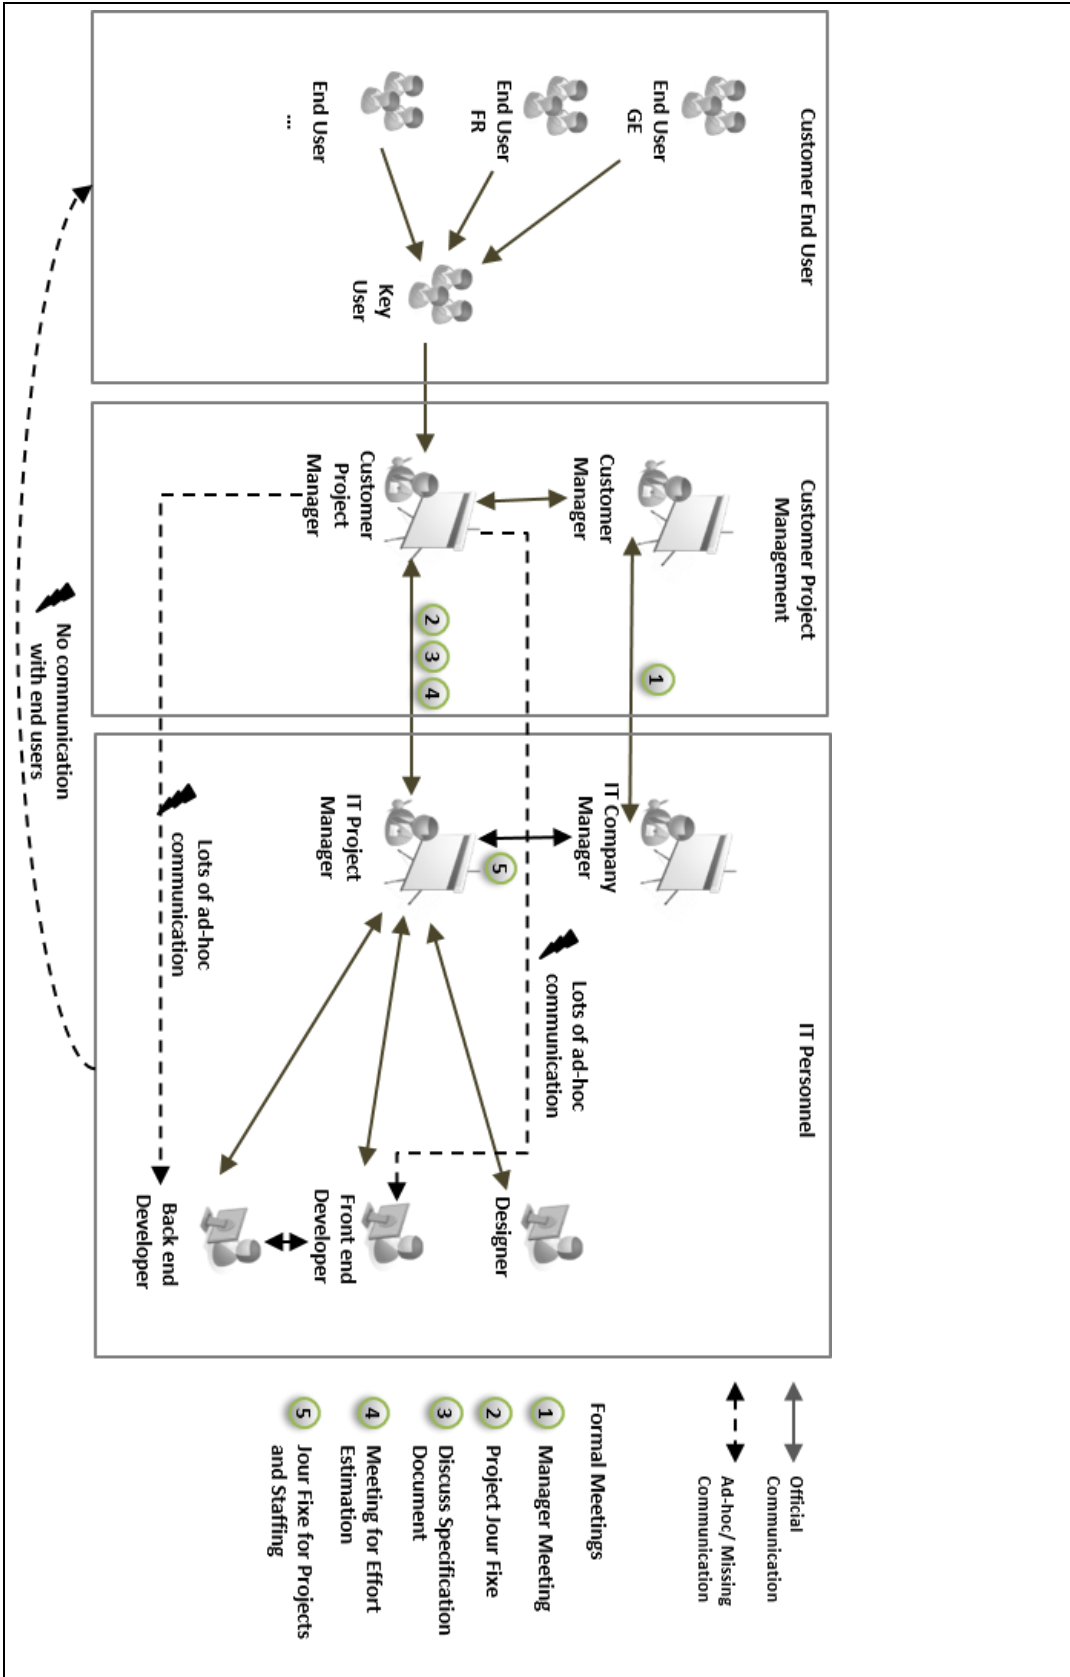 Customer End User
End User
GE
End User
FR
End User
...
Key
User
Customer Project
Management
Customer
Manager
Customer
Project
Manager
1
2
3
4
IT Personnel
IT Company
Manager
5
IT Project
Manager
Lots of ad-hoc
communication
Lots of ad-hoc
communication
No communication
with end users
Designer
Front end
Developer
Back end
Developer
Official
Communication
Ad-hoc/ Missing
Communication
Formal Meetings
1 Manager Meeting
2 Project Jour Fixe
3 Discuss Specification
Document
4 Meeting for Effort
Estimation
5 Jour Fixe for Projects
and Staffing